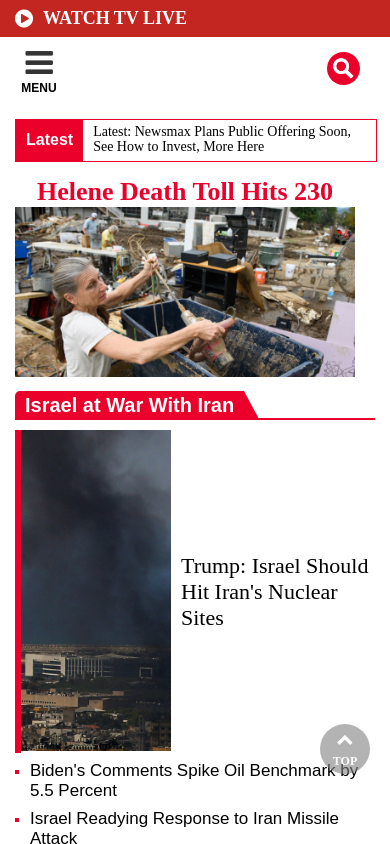 WATCH TV LIVE
MENU
Latest
Latest: Newsmax Plans Public Offering Soon,
See How to Invest, More Here
Helene Death Toll Hits 230
Israel at War With Iran
Trump: Israel Should
Hit Iran's Nuclear
Sites
TOP
Biden's Comments Spike Oil Benchmark by
5.5 Percent
Israel Readying Response to Iran Missile
Attack